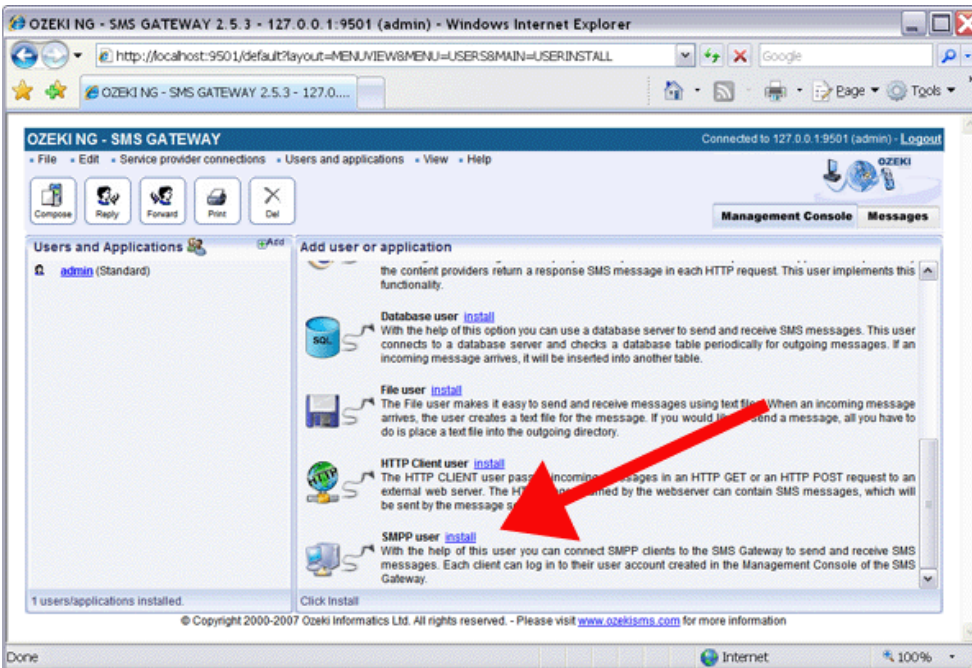 OZEKI NG - SMS GATEWAY 2.5.3 - 127.0.0.1:9501 (admin) - Windows Internet Explorer
http://localhost:9501/default?layout=MENUVIEW&MENU=USERS&MAIN=USERINSTALL
Google
OZEKI NG - SMS GATEWAY 2.5.3 - 127.0....
Page Tools
OZEKI NG - SMS GATEWAY
Connected to 127.0.0.1:9501 (admin) - Logout
File Edit Service provider connections Users and applications View Help
OZEKI
Compose Reply Forward Print Del
Management Console Messages
Users and Applications Add
Add user or application
admin (Standard)
the content providers return a response SMS message in each HTTP request. This user implements this
functionality.
Database user install
SQL
With the help of this option you can use a database server to send and receive SMS messages. This user
connects to a database server and checks a database table periodically for outgoing messages. If an
incoming message arrives, it will be inserted into another table.
File user install
The File user makes it easy to send and receive messages using text When an incoming message
arrives, the user creates a text file for the message. If you would send a message, all you have to
do is place a text file into the outgoing directory.
HTTP Client user install
HTTP
The HTTP CLIENT user incoming in an HTTP GET or an HTTP POST request to an
external web server. The by the webserver can contain SMS messages, which will
be sent by the message
SMPP user install
With the help of this user you can connect SMPP clients to the SMS Gateway to send and receive SMS
messages. Each client can log in to their user account created in the Management Console of the SMS
Gateway.
1 users/applications installed.
Click Install
© Copyright 2000-2007 Ozeki Informatics Ltd. All rights reserved. - Please visit www.ozekisms.com for more information
Done
Internet
100%